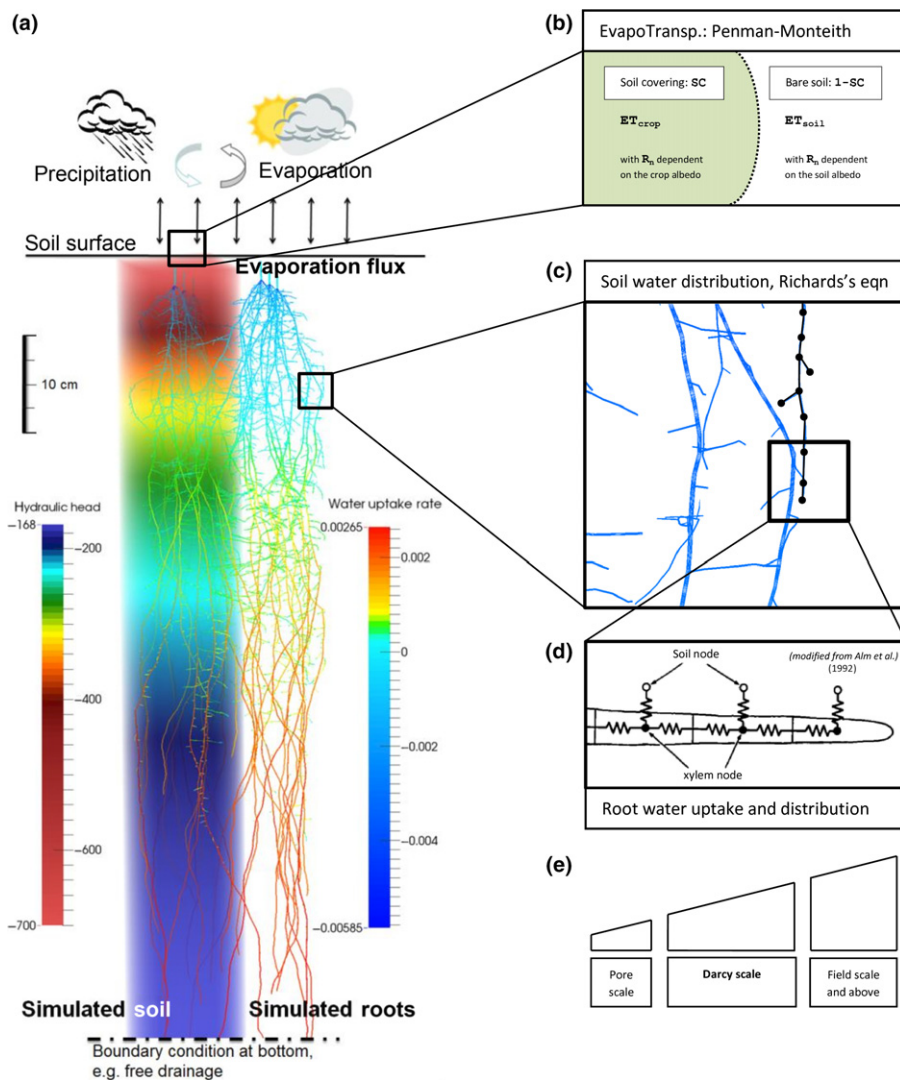 (a)
Precipitation
Evaporation
Soil surface
Evaporation flux
10 cm
Hydraulic head
−168
−200
−400
−600
−700
Water uptake rate
0.00265
0.002
0
−0.002
−0.004
−0.00585
Simulated soil
Simulated roots
Boundary condition at bottom,
e.g. free drainage
(b)
EvapoTransp.: Penman-Monteith
Soil covering: SC
Bare soil: 1-SC
ETcrop
ETsoil
with Rn dependent
on the crop albedo
with Rn dependent
on the soil albedo
(c)
Soil water distribution, Richards's eqn
(d)
Soil node
(modified from Alm et al.)
(1992)
xylem node
Root water uptake and distribution
(e)
Pore
scale
Darcy scale
Field scale
and above